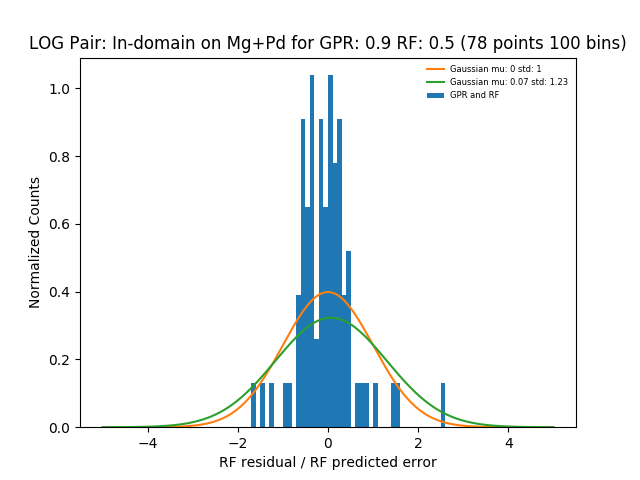 LOG Pair: In-domain on Mg+Pd for GPR: 0.9 RF: 0.5 (78 points 100 bins)
Gaussian mu: 0 std: 1
Gaussian mu: 0.07 std: 1.23
GPR and RF
Normalized Counts
1.0
0.8
0.6
0.4
0.2
0.0
−4 −2 0 2 4
RF residual / RF predicted error